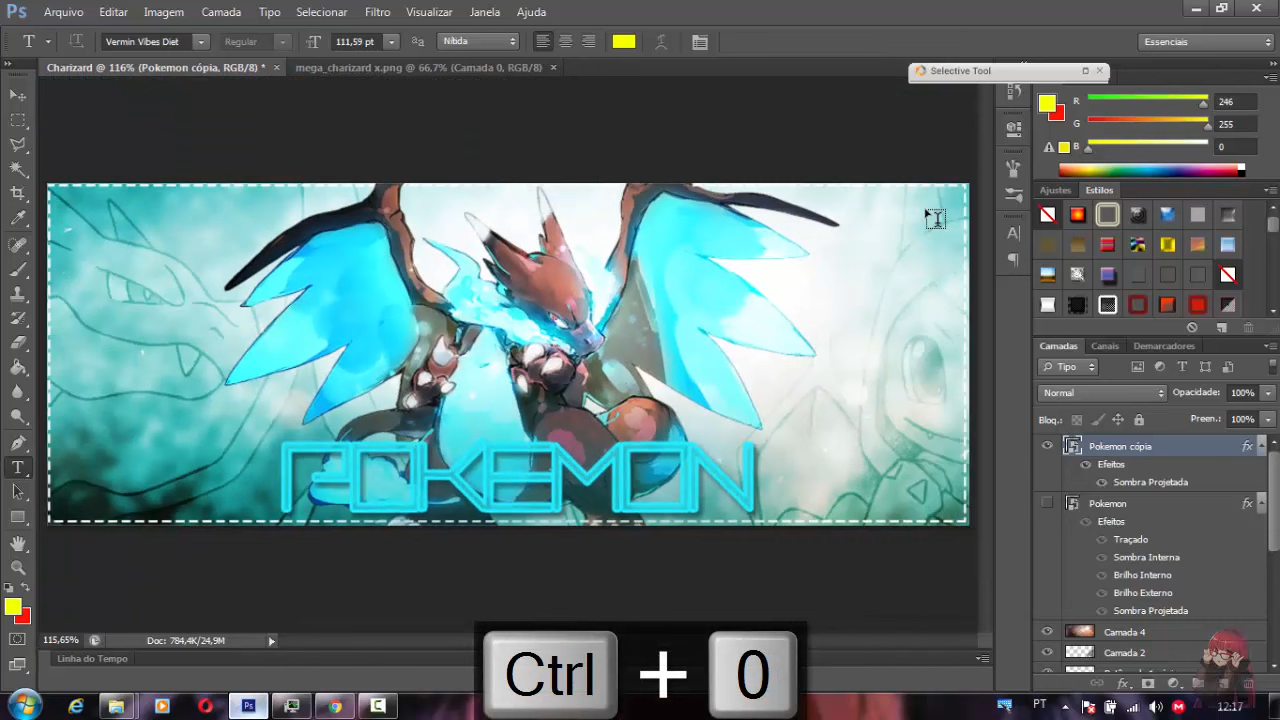 Ps Arquivo Editar Imagem Camada Tipo Selecionar Filtro Visualizar Janela Ajuda
T T Vermin Vibes Diet Regular T 111,59 pt aa Nítida Essenciais
Charizard @ 116% (Pokemon cópia, RGB/8) * × mega_charizard x.png @ 66,7% (Camada 0, RGB/8) ×
Selective Tool
R 246
G 255
B 0
Ajustes Estilos
Camadas Canais Demarcadores
Tipo
Normal Opacidade: 100%
Bloq.: Preen.: 100%
Pokemon cópia fx
Efeitos
Sombra Projetada
Pokemon fx
Efeitos
Traçado
Sombra Interna
Brilho Interno
Brilho Externo
Sombra Projetada
Camada 4
Camada 2
POKEMON
115,65% Doc: 784,4K/24,9M
Linha do Tempo
Ctrl + 0
PT 12:17